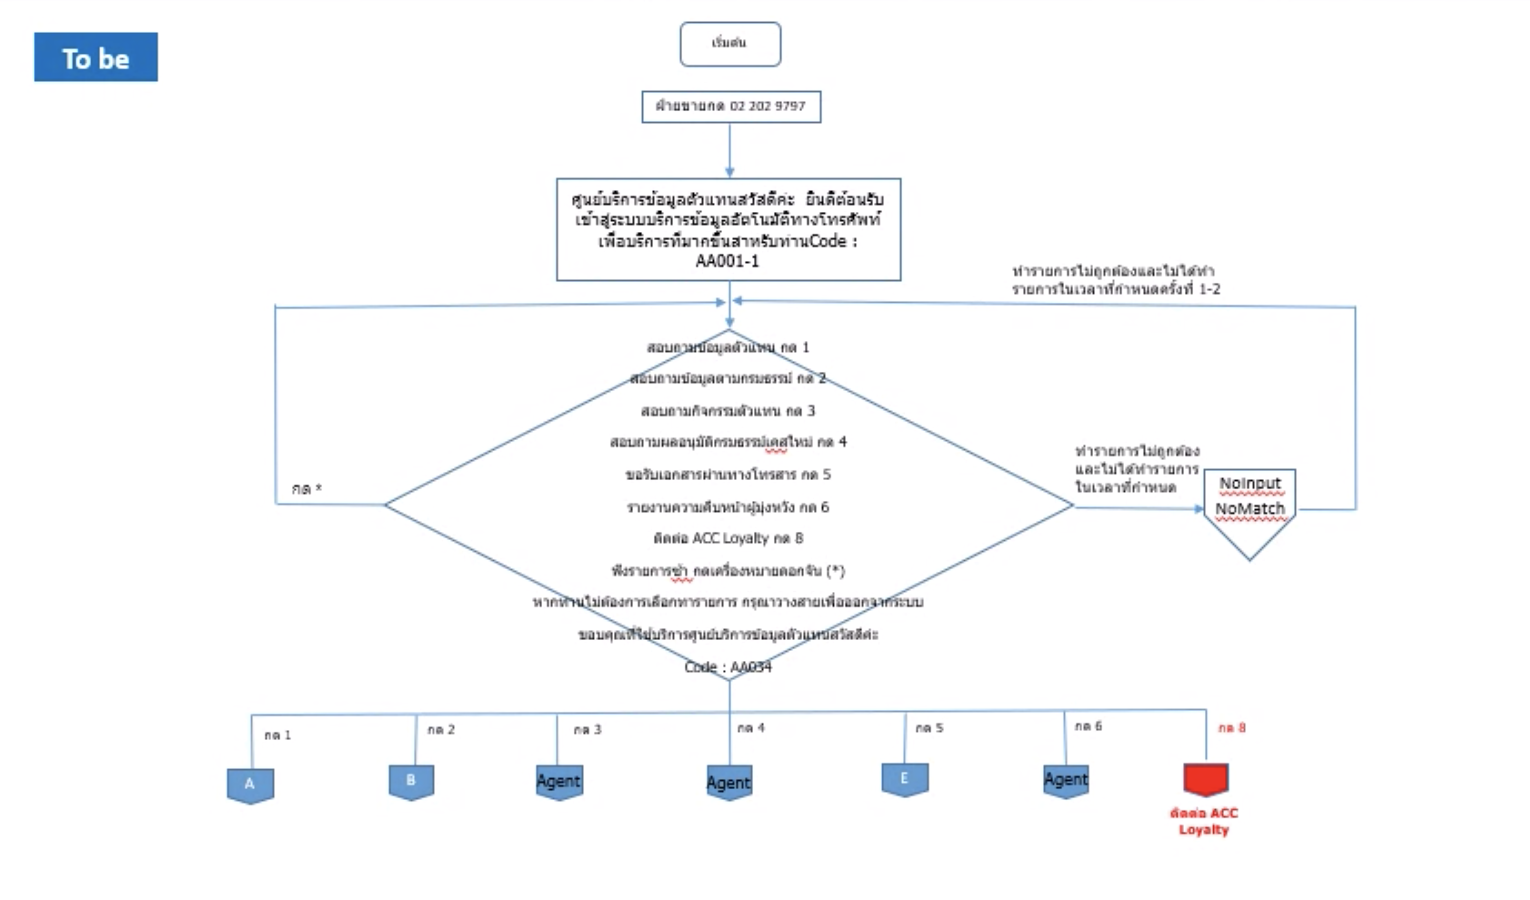 To be
เริ่มต้น
ฝ่ายขายกด 02 202 9797
ศูนย์บริการข้อมูลตัวแทนสวัสดีค่ะ ยินดีต้อนรับ
เข้าสู่ระบบบริการข้อมูลอัตโนมัติทางโทรศัพท์
เพื่อบริการที่มากขึ้นสำหรับท่านCode :
AA001-1
ทำรายการไม่ถูกต้องและไม่ได้ทำ
รายการในเวลาที่กำหนดครั้งที่ 1-2
สอบถามข้อมูลตัวแทน กด 1
สอบถามข้อมูลตามกรมธรรม์ กด 2
สอบถามกิจกรรมตัวแทน กด 3
สอบถามผลอนุมัติกรมธรรม์เคสใหม่ กด 4
ขอรับเอกสารผ่านทางโทรสาร กด 5
รายงานความคืบหน้าผู้มุ่งหวัง กด 6
ติดต่อ ACC Loyalty กด 8
ฟังรายการซ้ำ กดเครื่องหมายดอกจัน (*)
หากท่านไม่ต้องการเลือกทำรายการ กรุณาวางสายเพื่อออกจากระบบ
ขอบคุณที่ใช้บริการศูนย์บริการข้อมูลตัวแทนสวัสดีค่ะ
Code : AA034
กด *
ทำรายการไม่ถูกต้อง
และไม่ได้ทำรายการ
ในเวลาที่กำหนด
NoInput
NoMatch
กด 1
กด 2
กด 3
กด 4
กด 5
กด 6
กด 8
A
B
Agent
Agent
E
Agent
ติดต่อ ACC
Loyalty